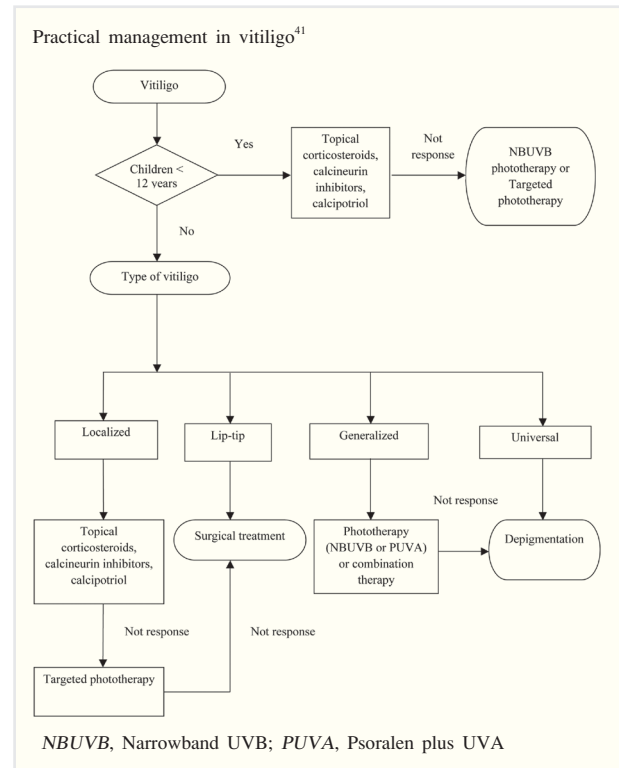 Practical management in vitiligo41
Vitiligo
Children <
12 years
Yes
Topical
corticosteroids,
calcineurin
inhibitors,
calcipotriol
Not
response
NBUVB
phototherapy or
Targeted
phototherapy
No
Type of vitiligo
Localized
Lip-tip
Generalized
Universal
Topical
corticosteroids,
calcineurin inhibitors,
calcipotriol
Surgical treatment
Phototherapy
(NBUVB or PUVA)
or combination
therapy
Not response
Depigmentation
Not response
Not response
Targeted phototherapy
NBUVB, Narrowband UVB; PUVA, Psoralen plus UVA